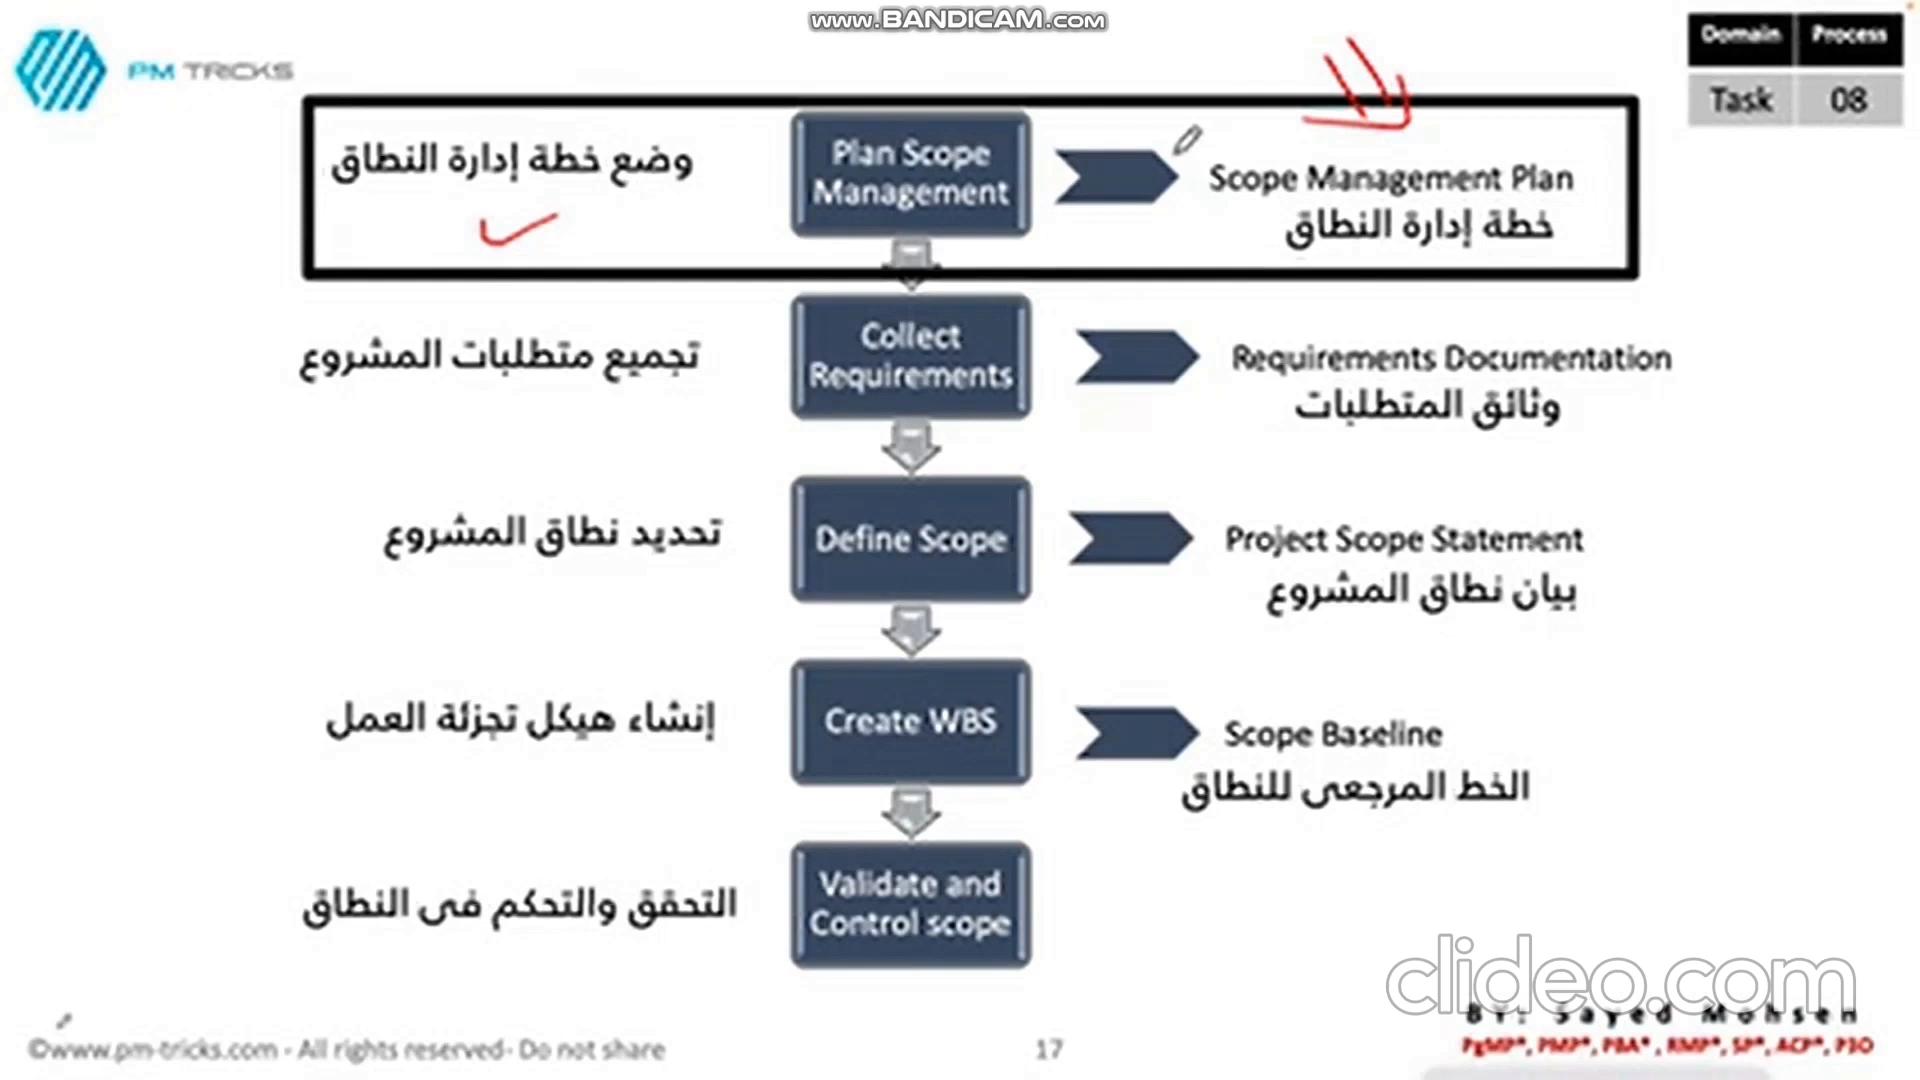 www.BANDICAM.com
PM TRICKS
Domain Process
Task 08
وضع خطة إدارة النطاق
Plan Scope
Management
Scope Management Plan
خطة إدارة النطاق
تجميع متطلبات المشروع
Collect
Requirements
Requirements Documentation
وثائق المتطلبات
تحديد نطاق المشروع
Define Scope
Project Scope Statement
بيان نطاق المشروع
إنشاء هيكل تجزئة العمل
Create WBS
Scope Baseline
الخط المرجعى للنطاق
التحقق والتحكم فى النطاق
Validate and
Control scope
clideo.com
BY: Sayed Mohsen
©www.pm-tricks.com - All rights reserved- Do not share
17
PgMP®, PMP®, PBA® , RMP®, SP®, ACP®, P3O